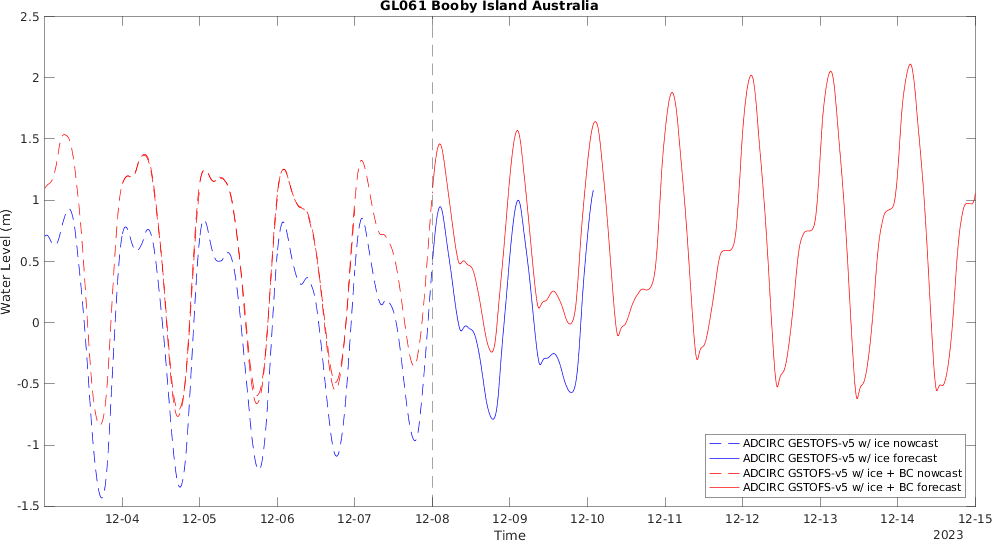 GL061 Booby Island Australia
2.5
2
1.5
1
0.5
0
-0.5
-1
-1.5
Water Level (m)
12-04 12-05 12-06 12-07 12-08 12-09 12-10 12-11 12-12 12-13 12-14 12-15
Time
2023
ADCIRC GESTOFS-v5 w/ ice nowcast
ADCIRC GESTOFS-v5 w/ ice forecast
ADCIRC GSTOFS-v5 w/ ice + BC nowcast
ADCIRC GSTOFS-v5 w/ ice + BC forecast